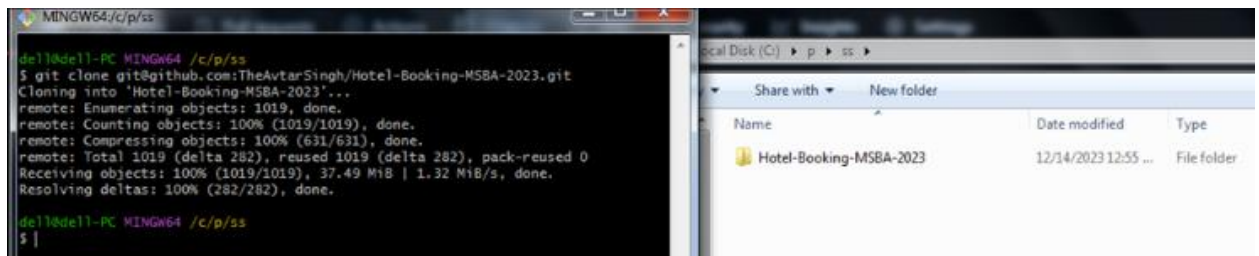 MINGW64:/c/p/ss
dell@dell-PC MINGW64 /c/p/ss
$ git clone git@github.com:TheAvtarSingh/Hotel-Booking-MSBA-2023.git
Cloning into 'Hotel-Booking-MSBA-2023'...
remote: Enumerating objects: 1019, done.
remote: Counting objects: 100% (1019/1019), done.
remote: Compressing objects: 100% (631/631), done.
remote: Total 1019 (delta 282), reused 1019 (delta 282), pack-reused 0
Receiving objects: 100% (1019/1019), 37.49 MiB | 1.32 MiB/s, done.
Resolving deltas: 100% (282/282), done.
dell@dell-PC MINGW64 /c/p/ss
$
ocal Disk (C:) ▸ p ▸ ss ▸
Share with New folder
Name Date modified Type
Hotel-Booking-MSBA-2023 12/14/2023 12:55 ... File folder